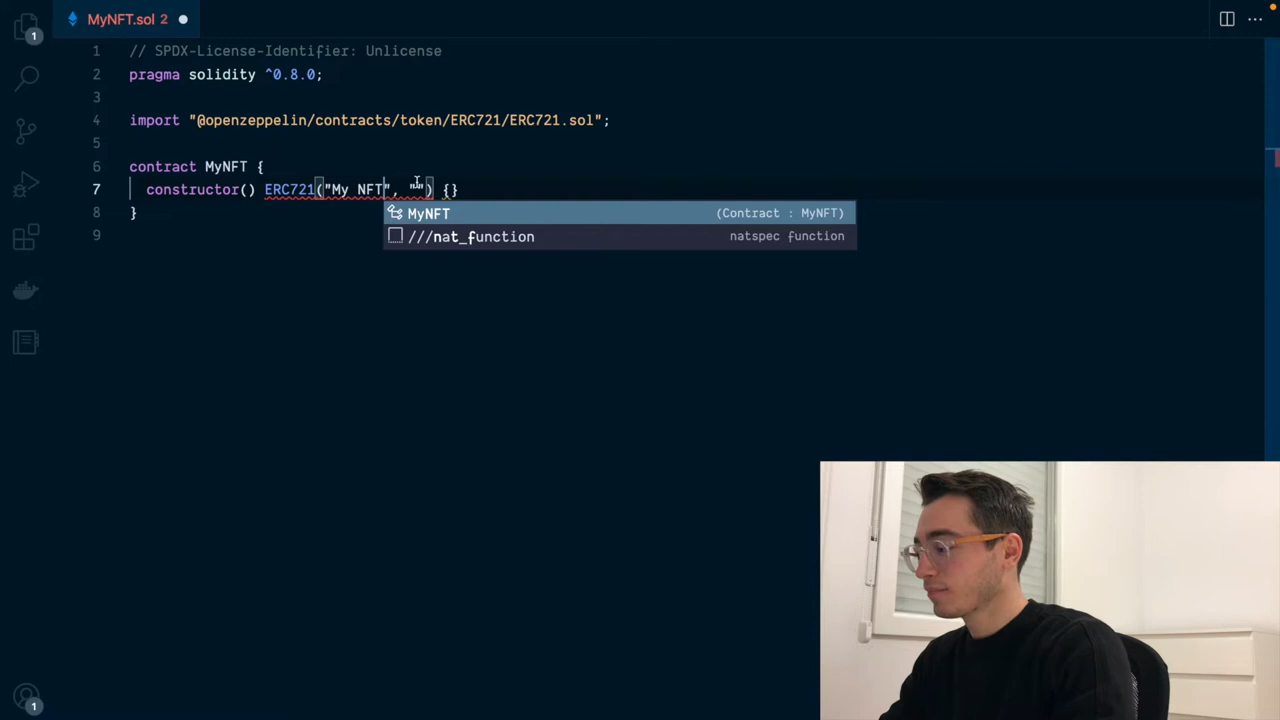 MyNFT.sol 2
1 // SPDX-License-Identifier: Unlicense
2 pragma solidity ^0.8.0;
3
4 import "@openzeppelin/contracts/token/ERC721/ERC721.sol";
5
6 contract MyNFT {
7 constructor() ERC721("My NFT", "") {}
MyNFT (Contract : MyNFT)
///nat_function natspec function
8 }
9
1
1